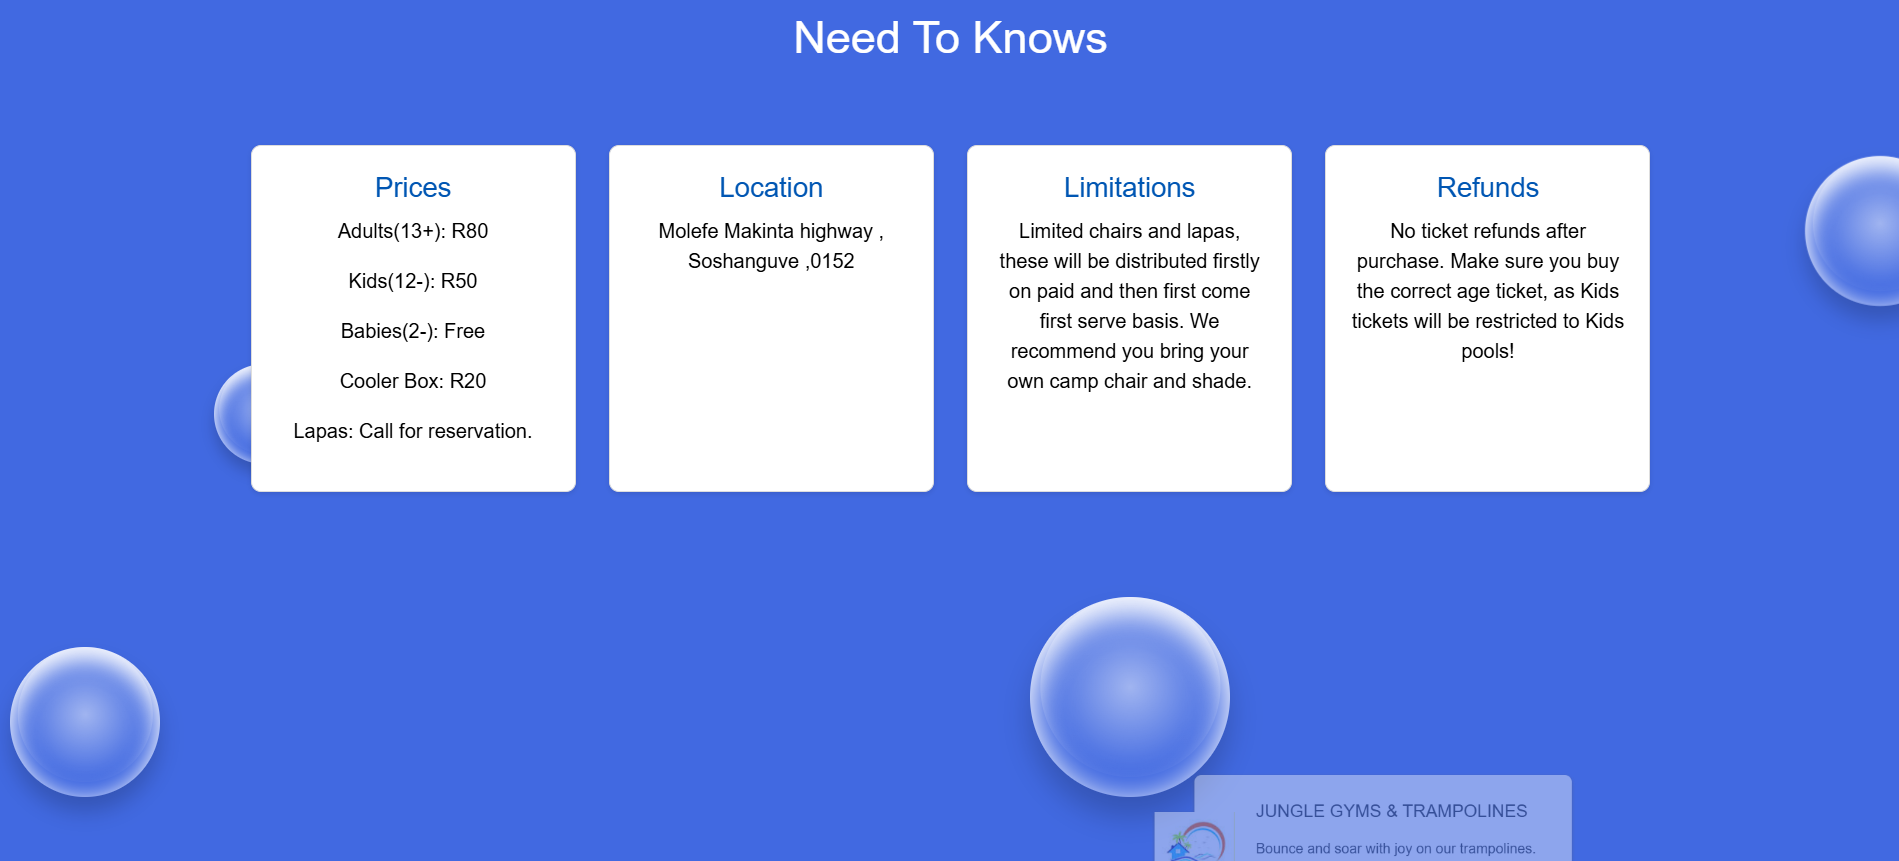 Need To Knows
Prices
Adults(13+): R80
Kids(12-): R50
Babies(2-): Free
Cooler Box: R20
Lapas: Call for reservation.
Location
Molefe Makinta highway ,
Soshanguve ,0152
Limitations
Limited chairs and lapas,
these will be distributed firstly
on paid and then first come
first serve basis. We
recommend you bring your
own camp chair and shade.
Refunds
No ticket refunds after
purchase. Make sure you buy
the correct age ticket, as Kids
tickets will be restricted to Kids
pools!
JUNGLE GYMS & TRAMPOLINES
Bounce and soar with joy on our trampolines.